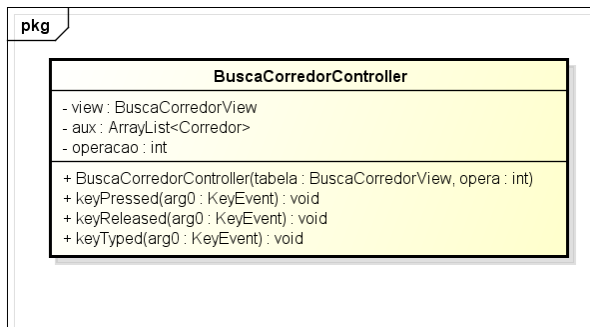 pkg
BuscaCorredorController
- view : BuscaCorredorView
- aux : ArrayList<Corredor>
- operacao : int
+ BuscaCorredorController(tabela : BuscaCorredorView, opera : int)
+ keyPressed(arg0 : KeyEvent) : void
+ keyReleased(arg0 : KeyEvent) : void
+ keyTyped(arg0 : KeyEvent) : void